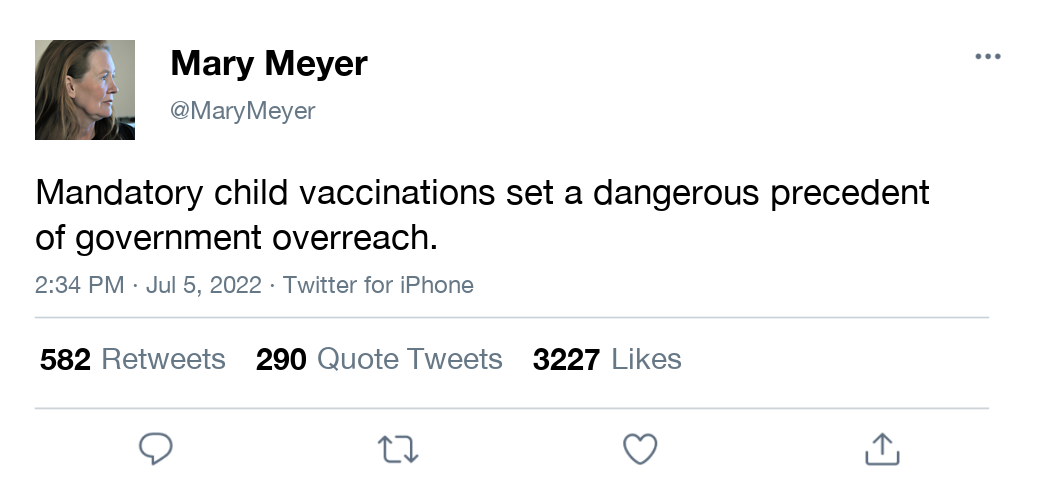 Mary Meyer
@MaryMeyer
Mandatory child vaccinations set a dangerous precedent
of government overreach.
2:34 PM · Jul 5, 2022 · Twitter for iPhone
582 Retweets 290 Quote Tweets 3227 Likes